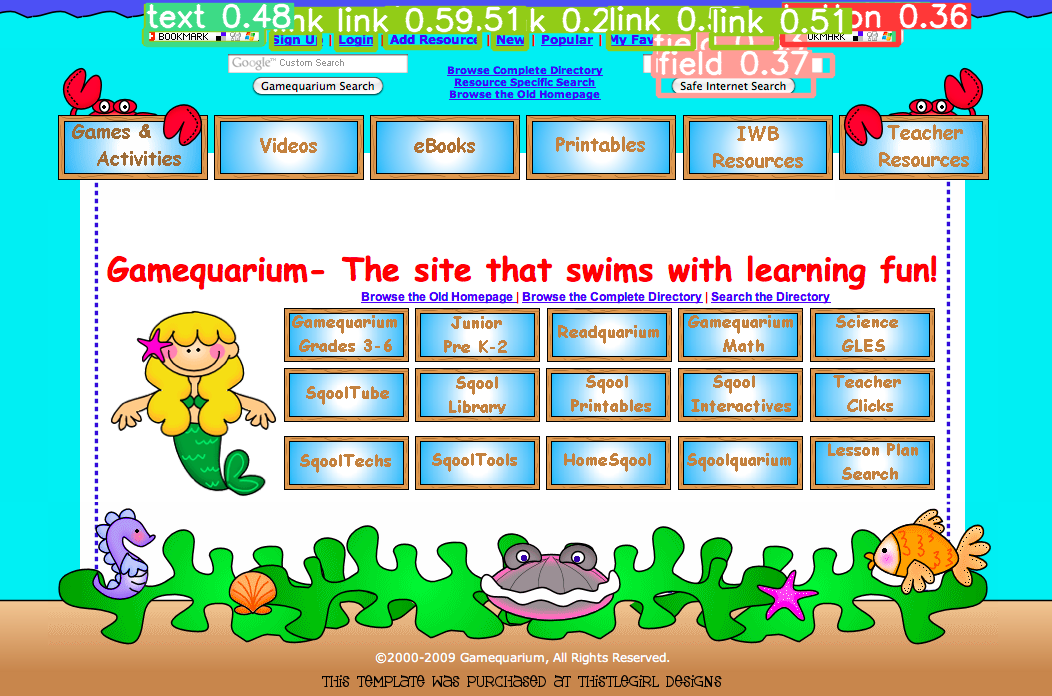 text 0.48 link link 0.59 .51 k 0.2 link 0. link 0.51 on 0.36
BOOKMARK Sign U | Login | Add Resource | New | Popular | My Fav UKMARK
field
Google™ Custom Search
ifield 0.37
Gamequarium Search
Browse Complete Directory
Resource Specific Search
Browse the Old Homepage
Safe Internet Search
Games & Activities
Videos
eBooks
Printables
IWB Resources
Teacher Resources
Gamequarium- The site that swims with learning fun!
Browse the Old Homepage | Browse the Complete Directory | Search the Directory
Gamequarium Grades 3-6
Junior Pre K-2
Readquarium
Gamequarium Math
Science GLES
SqoolTube
Sqool Library
Sqool Printables
Sqool Interactives
Teacher Clicks
SqoolTechs
SqoolTools
HomeSqool
Sqoolquarium
Lesson Plan Search
©2000-2009 Gamequarium, All Rights Reserved.
THIS TEMPLATE WAS PURCHASED AT THISTLEGIRL DESIGNS